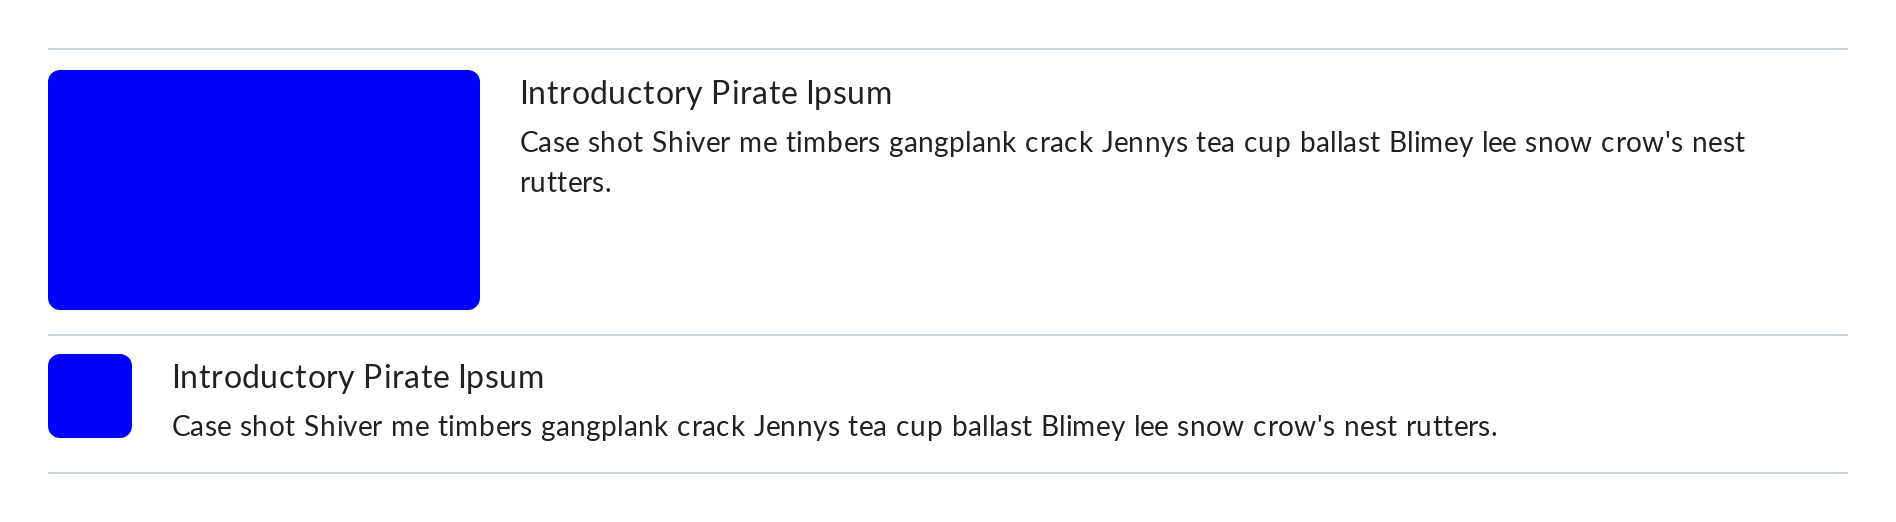 Introductory Pirate Ipsum
Case shot Shiver me timbers gangplank crack Jennys tea cup ballast Blimey lee snow crow's nest
rutters.
Introductory Pirate Ipsum
Case shot Shiver me timbers gangplank crack Jennys tea cup ballast Blimey lee snow crow's nest rutters.